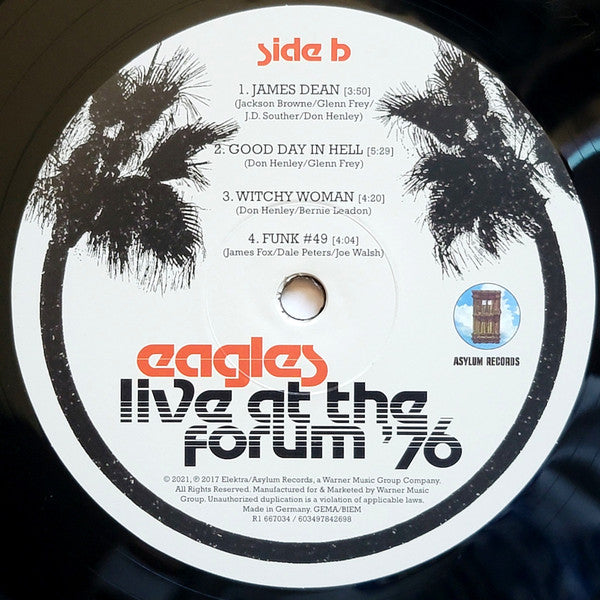 side b
1. JAMES DEAN [3:50]
(Jackson Browne/Glenn Frey/
J.D. Souther/Don Henley)
2. GOOD DAY IN HELL [5:29]
(Don Henley/Glenn Frey)
3. WITCHY WOMAN [4:20]
(Don Henley/Bernie Leadon)
4. FUNK #49 [4:04]
(James Fox/Dale Peters/Joe Walsh)
ASYLUM RECORDS
eagles
live at the
forum '76
© 2021, ℗ 2017 Elektra/Asylum Records, a Warner Music Group Company.
All Rights Reserved. Manufactured for & Marketed by Warner Music
Group. Unauthorized duplication is a violation of applicable laws.
Made in Germany. GEMA/BIEM
R1 667034 / 603497842698